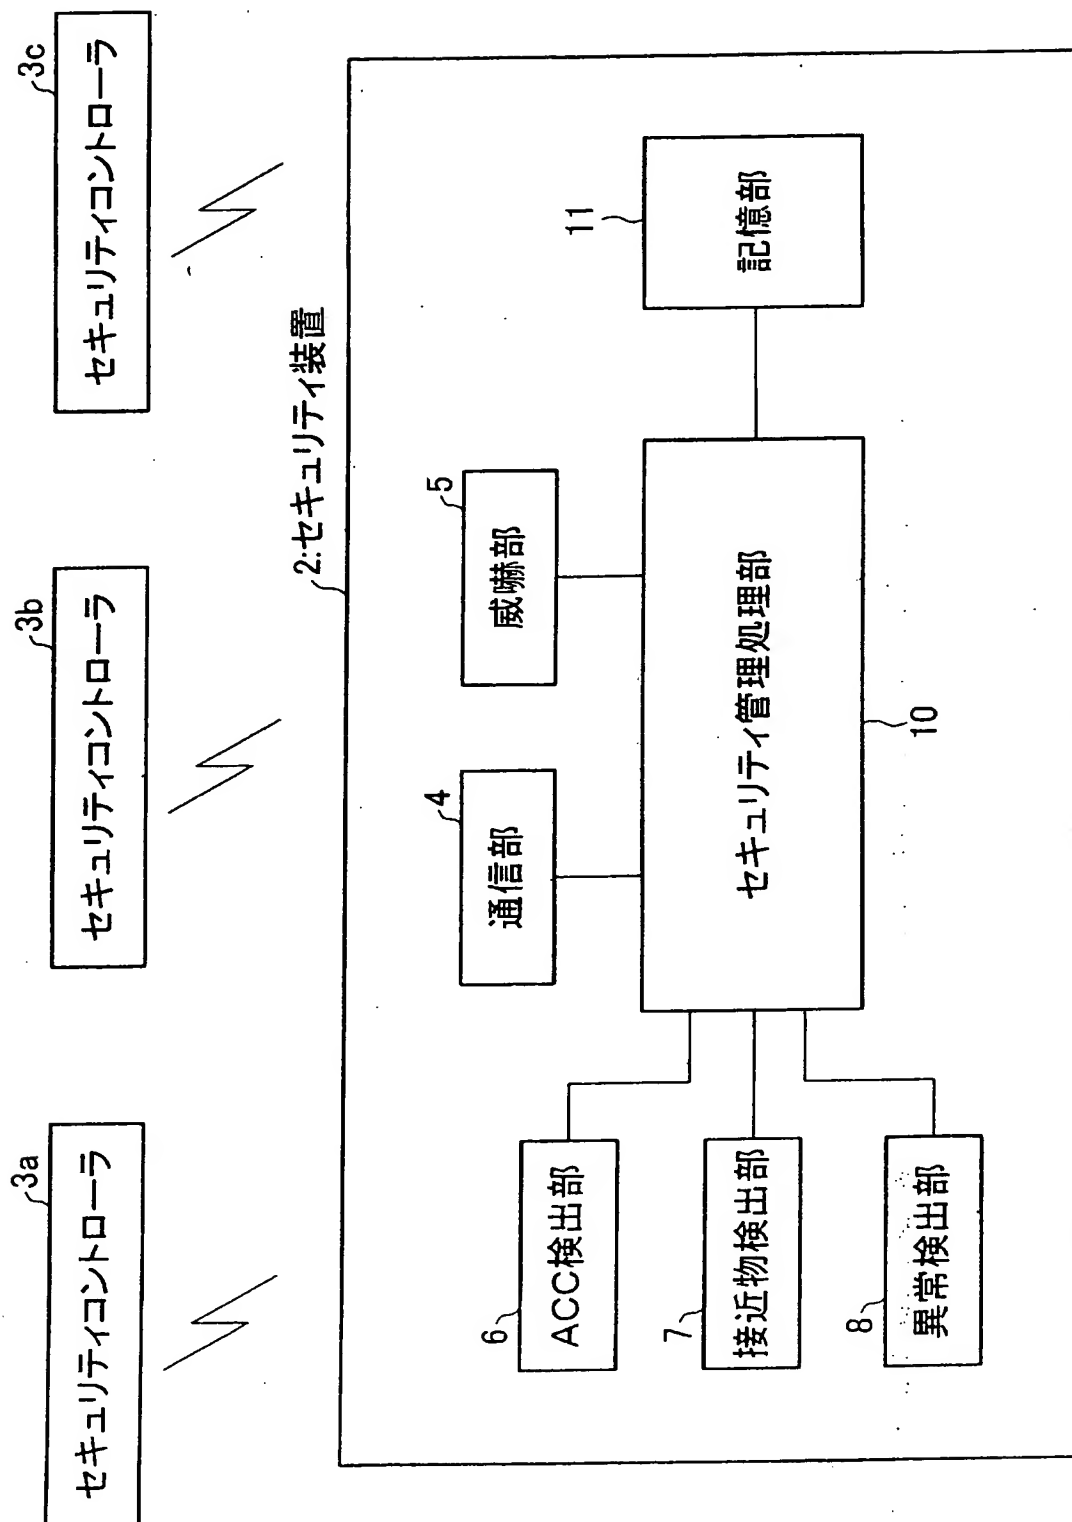 3a
セキュリティコントローラ
3b
セキュリティコントローラ
3c
セキュリティコントローラ
2:セキュリティ装置
4
通信部
5
威嚇部
6
ACC検出部
7
接近物検出部
8
異常検出部
セキュリティ管理処理部
10
11
記憶部